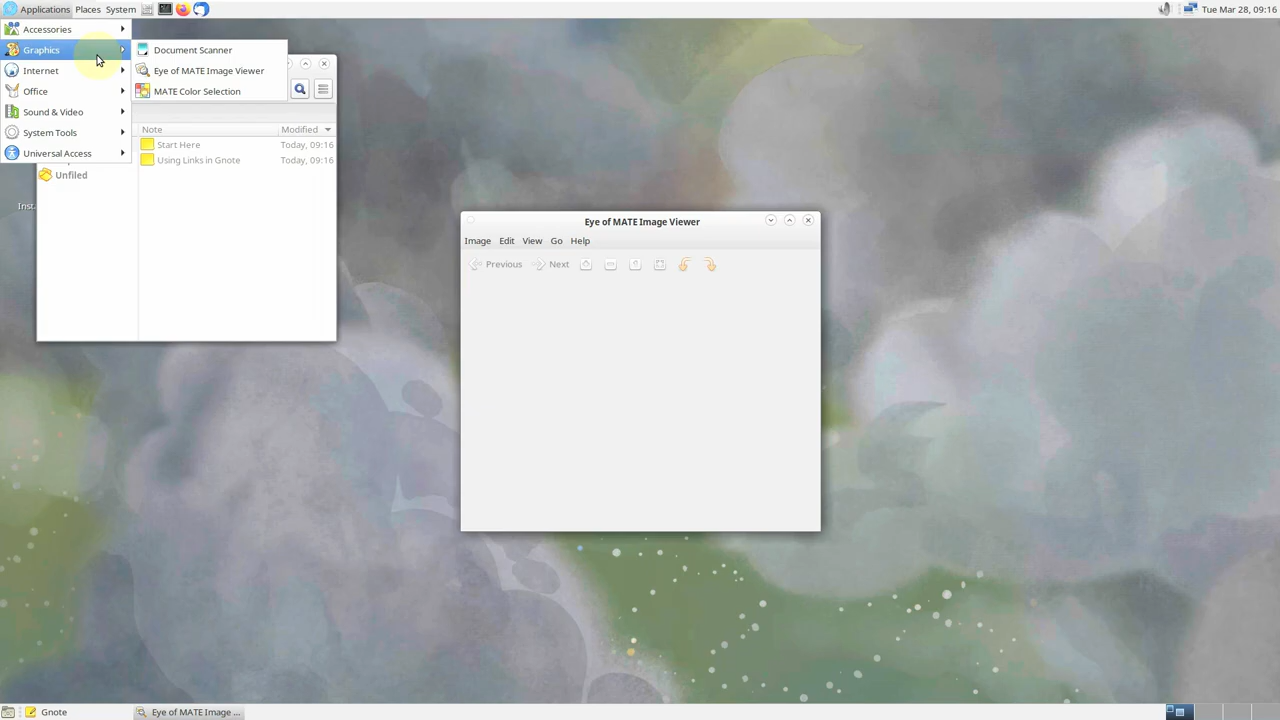 Applications Places System
Tue Mar 28, 09:16
Accessories
Graphics
Internet
Office
Sound & Video
System Tools
Universal Access
Document Scanner
Eye of MATE Image Viewer
MATE Color Selection
Note Modified
Start Here Today, 09:16
Using Links in Gnote Today, 09:16
Unfiled
Inst.
Eye of MATE Image Viewer
Image Edit View Go Help
Previous Next
Gnote
Eye of MATE Image ...